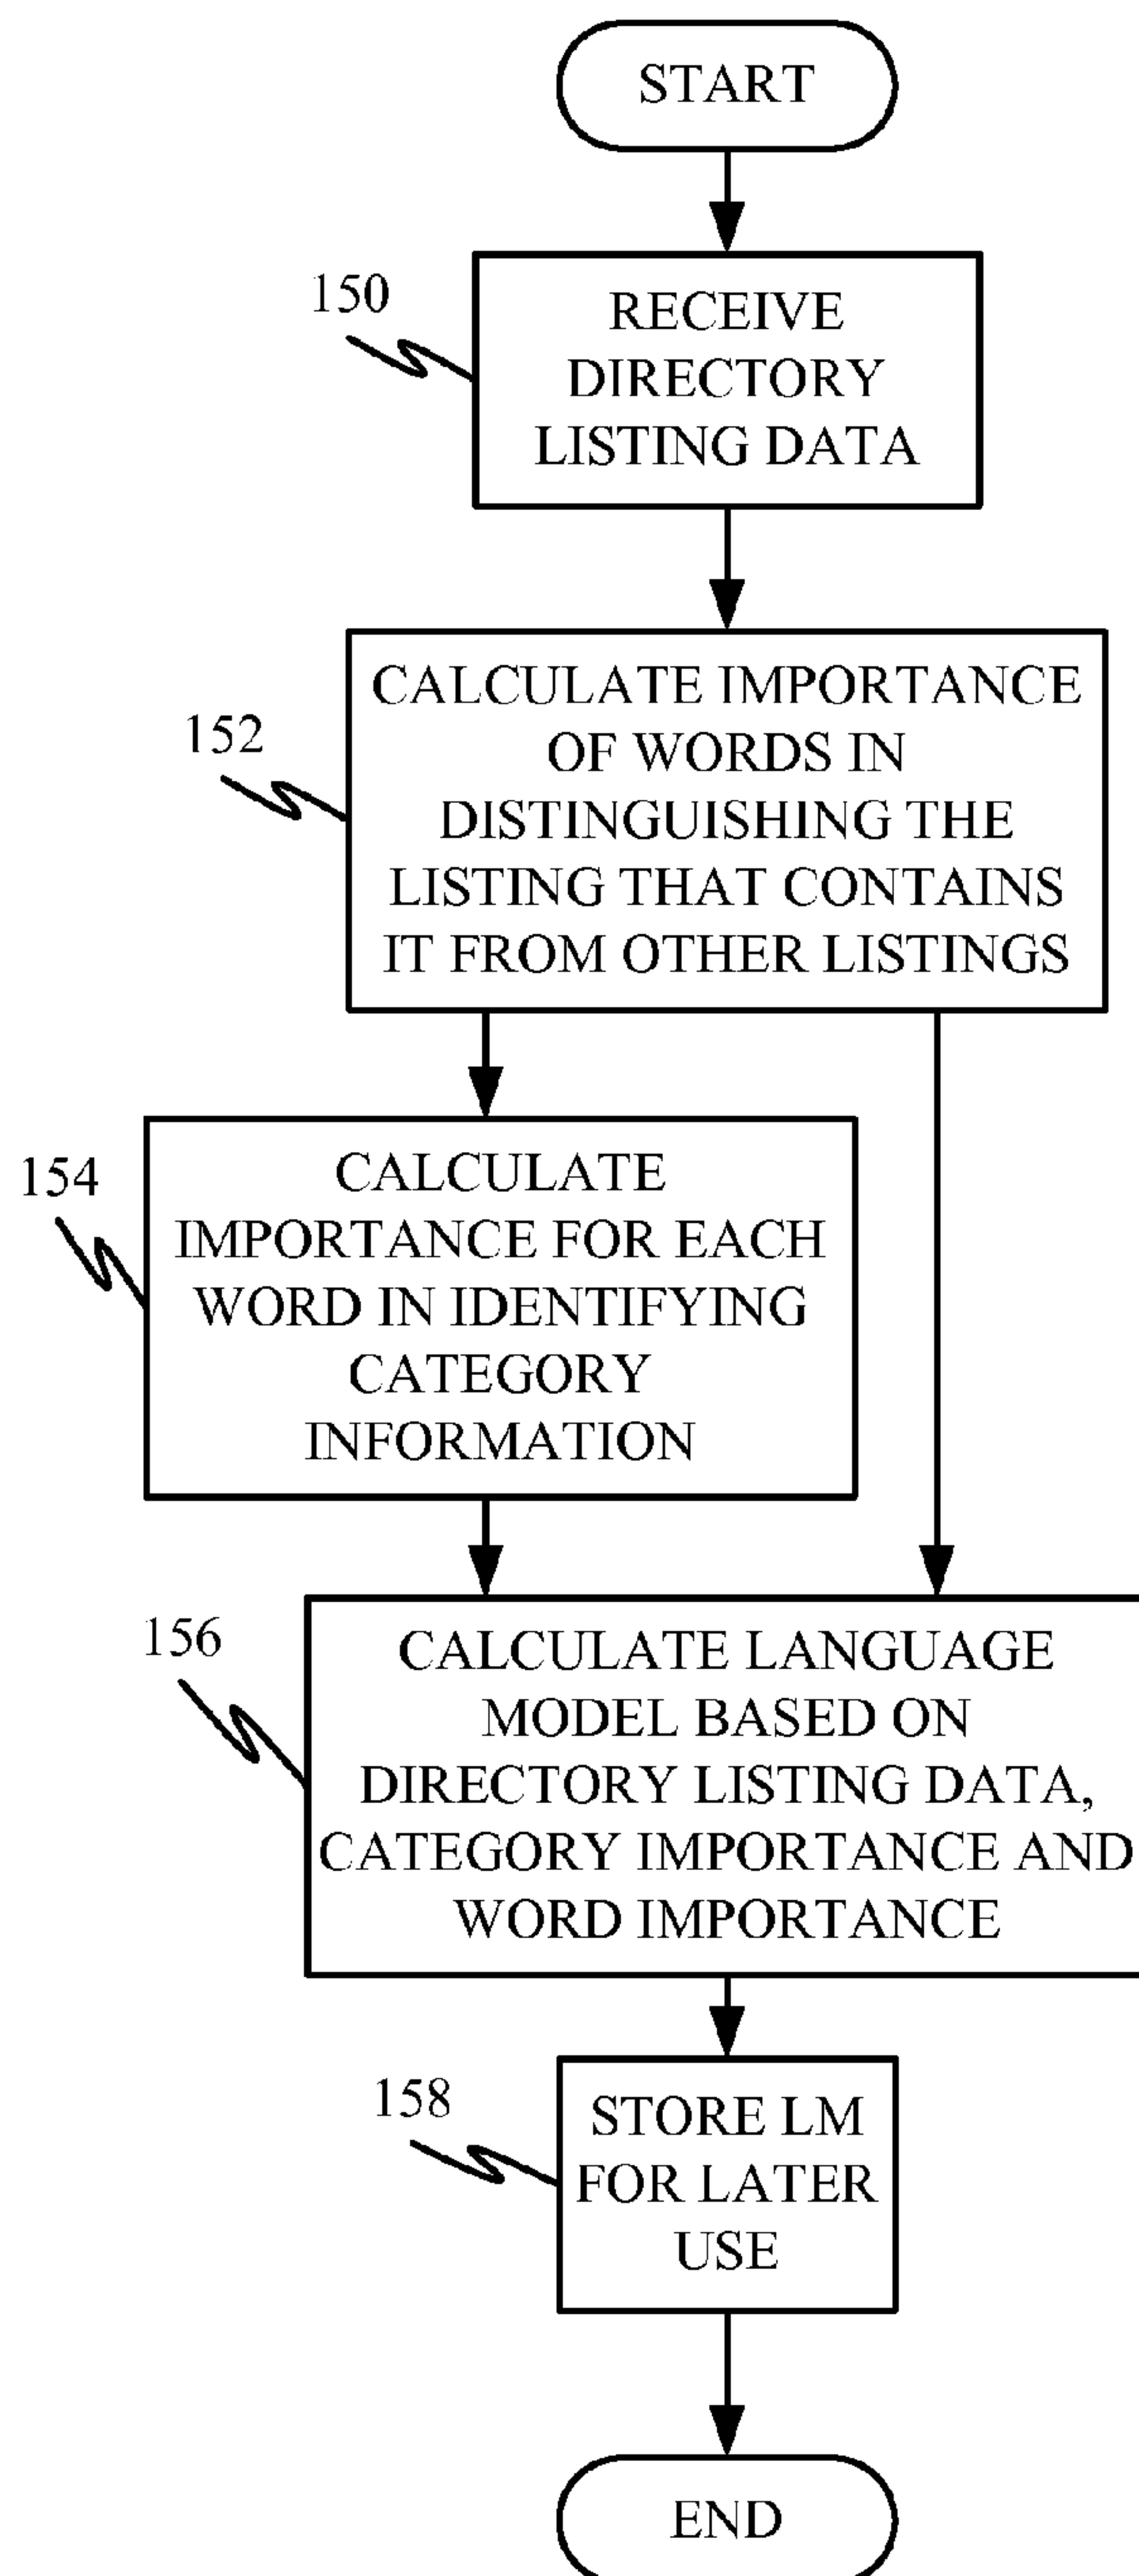 START
150
RECEIVE
DIRECTORY
LISTING DATA
152
CALCULATE IMPORTANCE
OF WORDS IN
DISTINGUISHING THE
LISTING THAT CONTAINS
IT FROM OTHER LISTINGS
154
CALCULATE
IMPORTANCE FOR EACH
WORD IN IDENTIFYING
CATEGORY
INFORMATION
156
CALCULATE LANGUAGE
MODEL BASED ON
DIRECTORY LISTING DATA,
CATEGORY IMPORTANCE AND
WORD IMPORTANCE
158
STORE LM
FOR LATER
USE
END